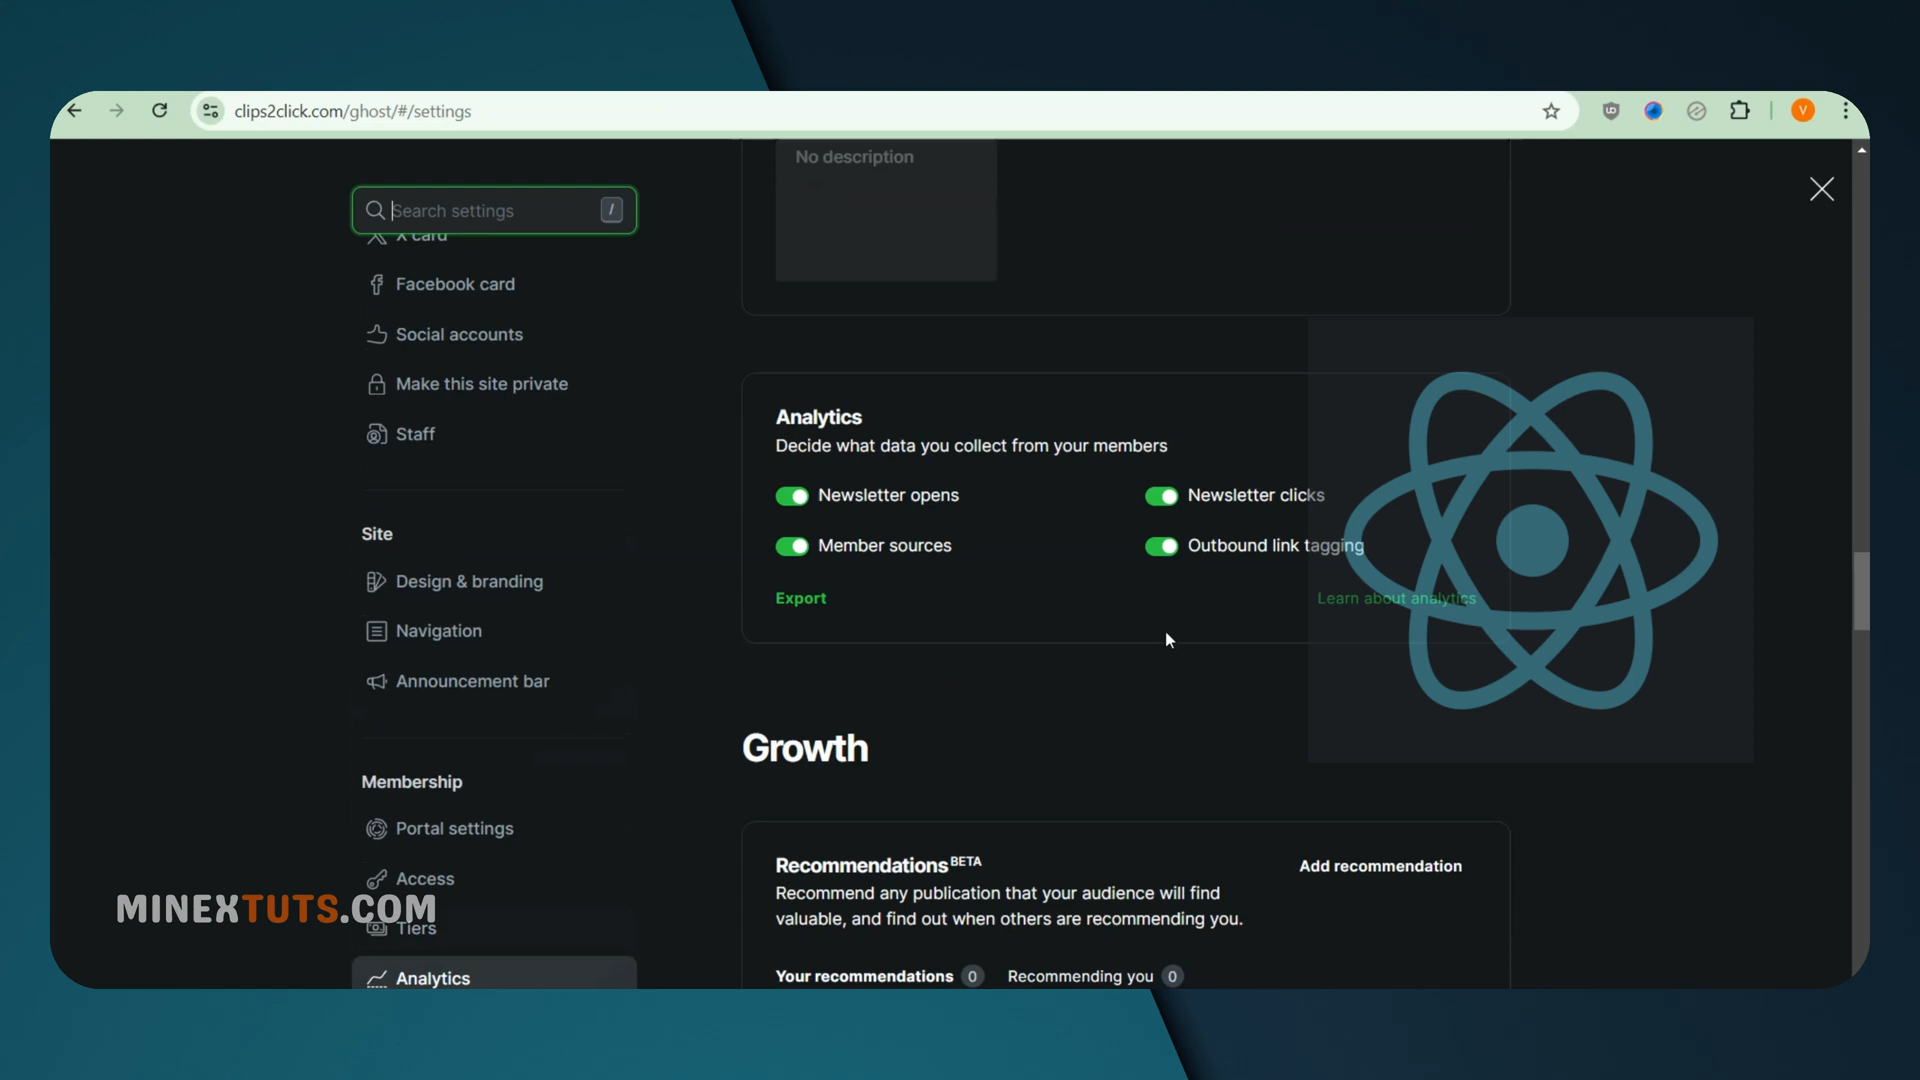 clips2click.com/ghost/#/settings
V
No description
Search settings /
X card
Facebook card
Social accounts
Make this site private
Staff
Site
Design & branding
Navigation
Announcement bar
Membership
Portal settings
Access
Tiers
Analytics
Analytics
Decide what data you collect from your members
Newsletter opens
Newsletter clicks
Member sources
Outbound link tagging
Export
Learn about analytics
Growth
Recommendations BETA
Add recommendation
Recommend any publication that your audience will find
valuable, and find out when others are recommending you.
Your recommendations 0
Recommending you 0
MINEXTUTS.COM